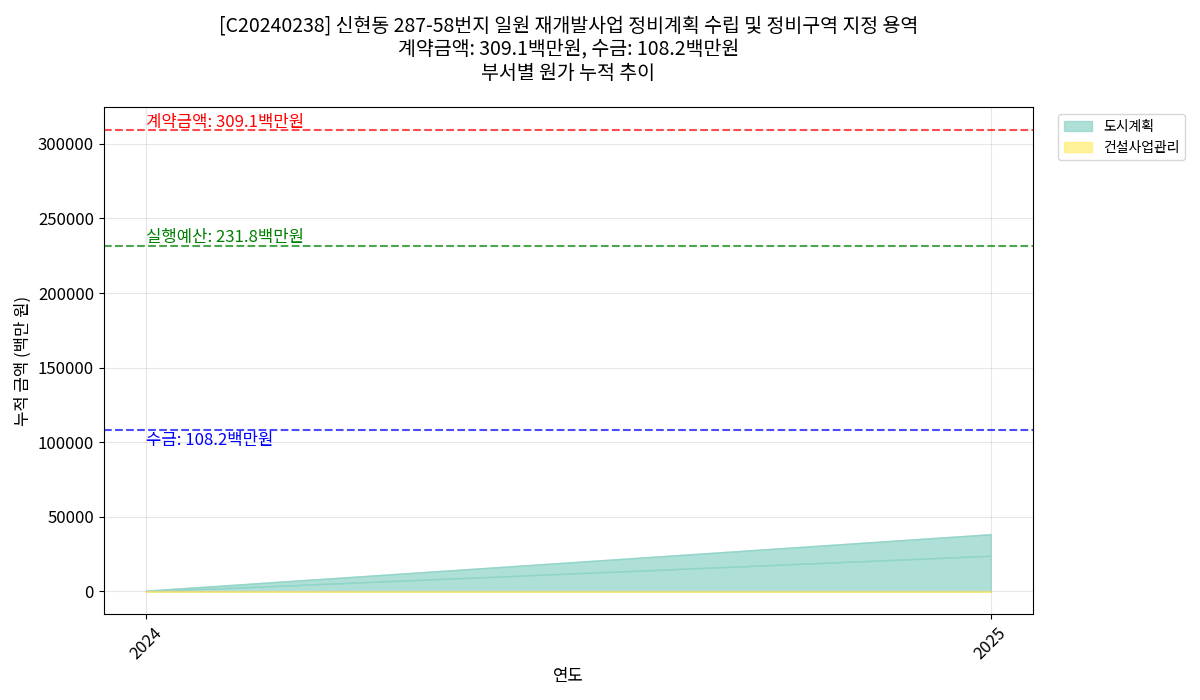 [C20240238] 신현동 287-58번지 일원 재개발사업 정비계획 수립 및 정비구역 지정 용역
계약금액: 309.1백만원, 수금: 108.2백만원
부서별 원가 누적 추이
계약금액: 309.1백만원
실행예산: 231.8백만원
수금: 108.2백만원
도시계획
건설사업관리
누적 금액 (백만 원)
300000
250000
200000
150000
100000
50000
0
2024
2025
연도